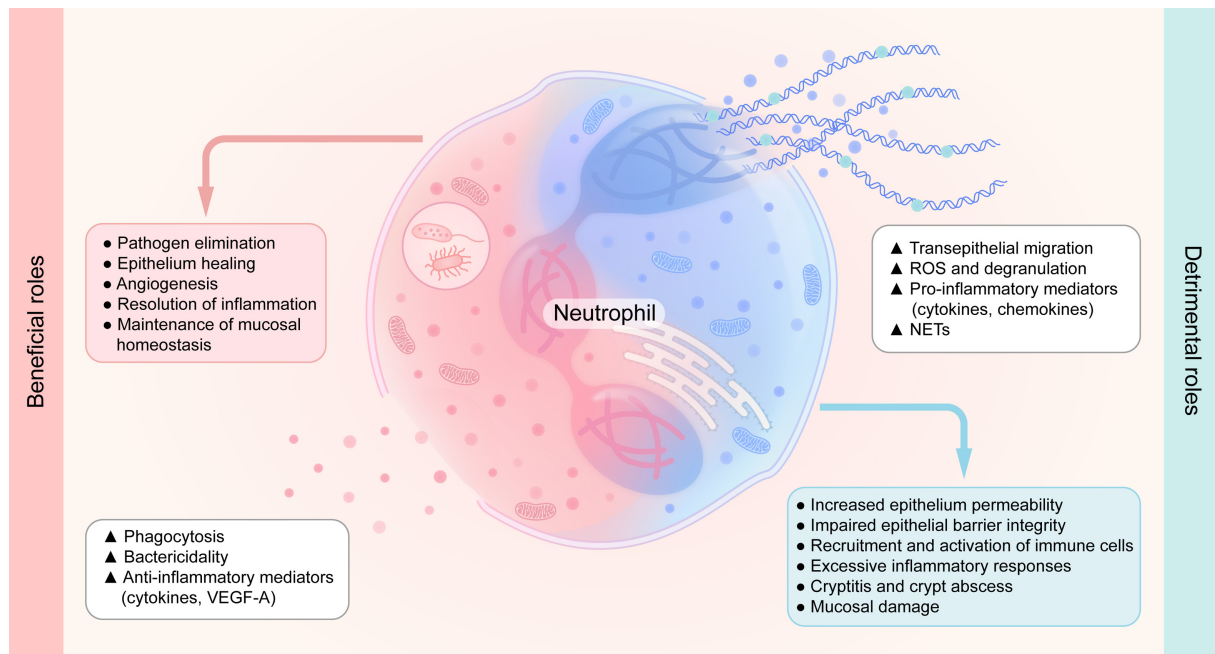 Beneficial roles
● Pathogen elimination
● Epithelium healing
● Angiogenesis
● Resolution of inflammation
● Maintenance of mucosal
homeostasis
▲ Phagocytosis
▲ Bactericidality
▲ Anti-inflammatory mediators
(cytokines, VEGF-A)
Neutrophil
▲ Transepithelial migration
▲ ROS and degranulation
▲ Pro-inflammatory mediators
(cytokines, chemokines)
▲ NETs
● Increased epithelium permeability
● Impaired epithelial barrier integrity
● Recruitment and activation of immune cells
● Excessive inflammatory responses
● Cryptitis and crypt abscess
● Mucosal damage
Detrimental roles